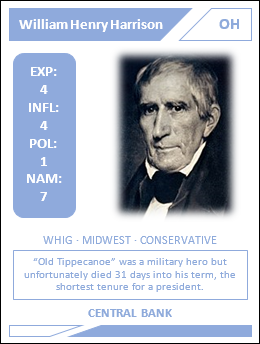 William Henry Harrison
OH
EXP:
4
INFL:
4
POL:
1
NAM:
7
WHIG · MIDWEST · CONSERVATIVE
“Old Tippecanoe” was a military hero but
unfortunately died 31 days into his term, the
shortest tenure for a president.
CENTRAL BANK